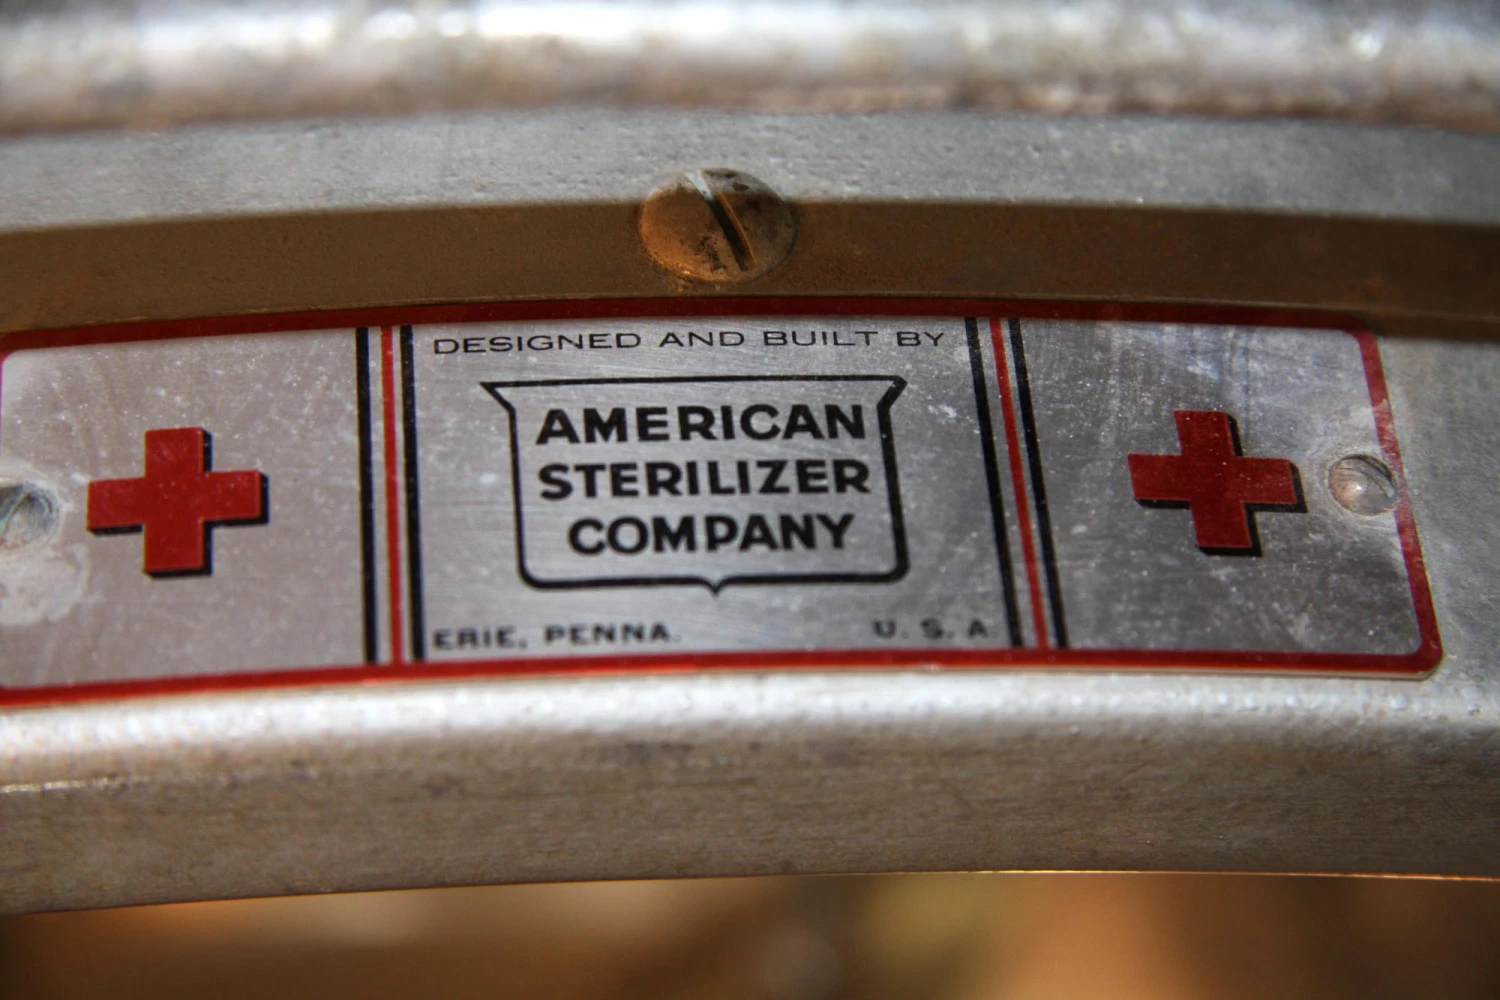 DESIGNED AND BUILT BY
AMERICAN
STERILIZER
COMPANY
ERIE, PENNA. U. S. A.